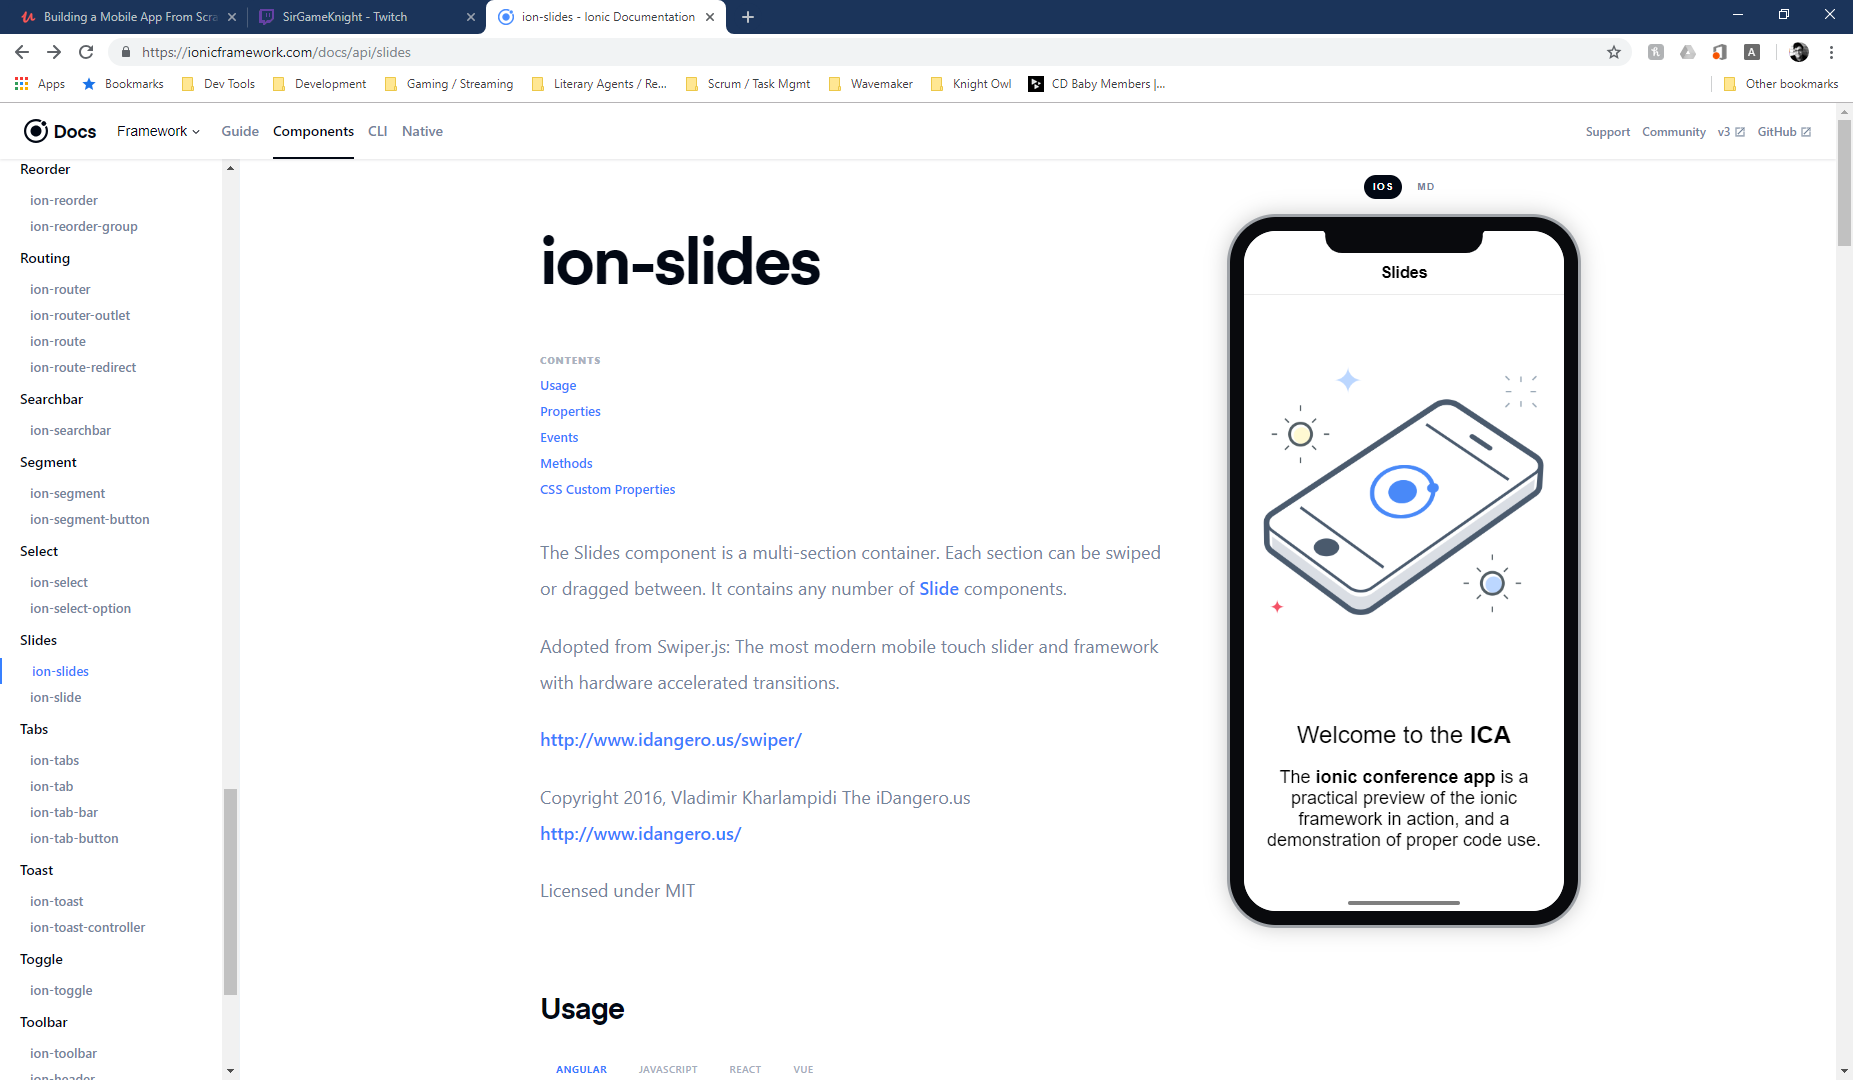 Building a Mobile App From Scra
SirGameKnight - Twitch
ion-slides - Ionic Documentation
https://ionicframework.com/docs/api/slides
A
Apps
Bookmarks
Dev Tools
Development
Gaming / Streaming
Literary Agents / Re...
Scrum / Task Mgmt
Wavemaker
Knight Owl
CD Baby Members |...
Other bookmarks
Docs
Framework
Guide
Components
CLI
Native
Support
Community
v3
GitHub
Reorder
ion-reorder
ion-reorder-group
Routing
ion-router
ion-router-outlet
ion-route
ion-route-redirect
Searchbar
ion-searchbar
Segment
ion-segment
ion-segment-button
Select
ion-select
ion-select-option
Slides
ion-slides
ion-slide
Tabs
ion-tabs
ion-tab
ion-tab-bar
ion-tab-button
Toast
ion-toast
ion-toast-controller
Toggle
ion-toggle
Toolbar
ion-toolbar
ion-header
ion-slides
CONTENTS
Usage
Properties
Events
Methods
CSS Custom Properties
The Slides component is a multi-section container. Each section can be swiped
or dragged between. It contains any number of Slide components.
Adopted from Swiper.js: The most modern mobile touch slider and framework
with hardware accelerated transitions.
http://www.idangero.us/swiper/
Copyright 2016, Vladimir Kharlampidi The iDangero.us
http://www.idangero.us/
Licensed under MIT
Usage
ANGULAR
JAVASCRIPT
REACT
VUE
IOS
MD
Slides
Welcome to the ICA
The ionic conference app is a
practical preview of the ionic
framework in action, and a
demonstration of proper code use.